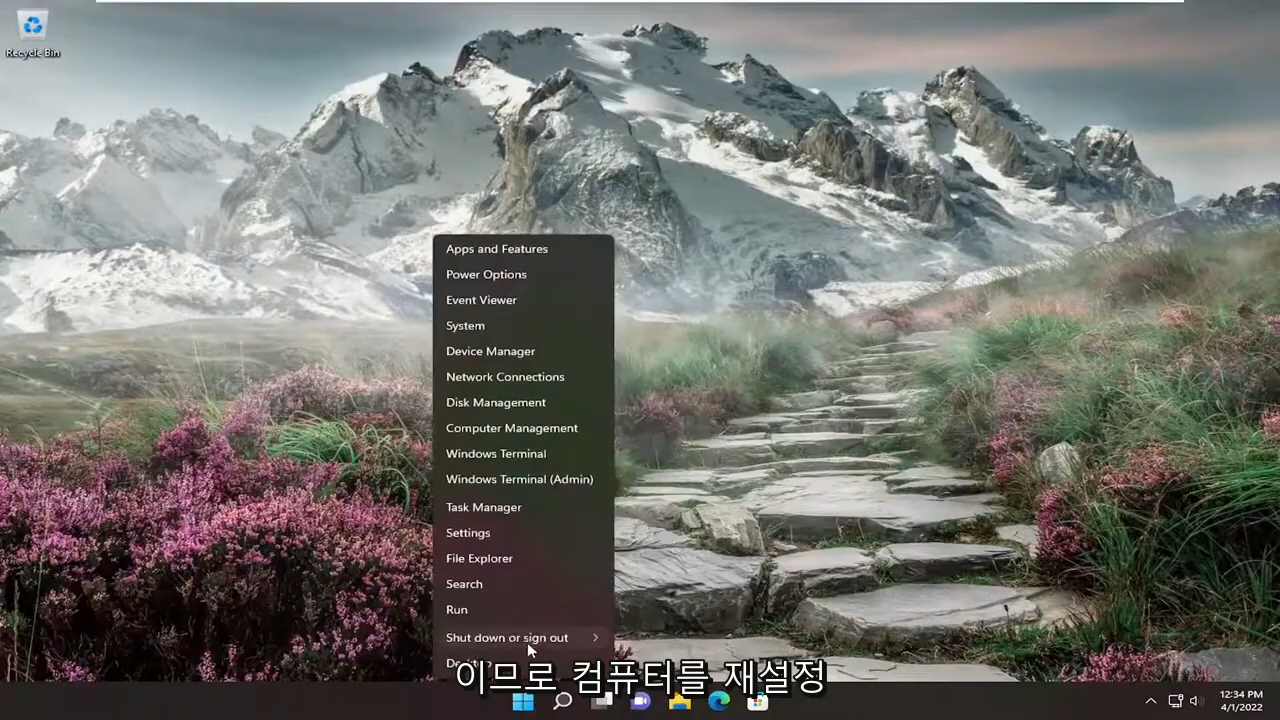 Recycle Bin
Apps and Features
Power Options
Event Viewer
System
Device Manager
Network Connections
Disk Management
Computer Management
Windows Terminal
Windows Terminal (Admin)
Task Manager
Settings
File Explorer
Search
Run
Shut down or sign out
이므로 컴퓨터를 재설정
12:34 PM
4/1/2022